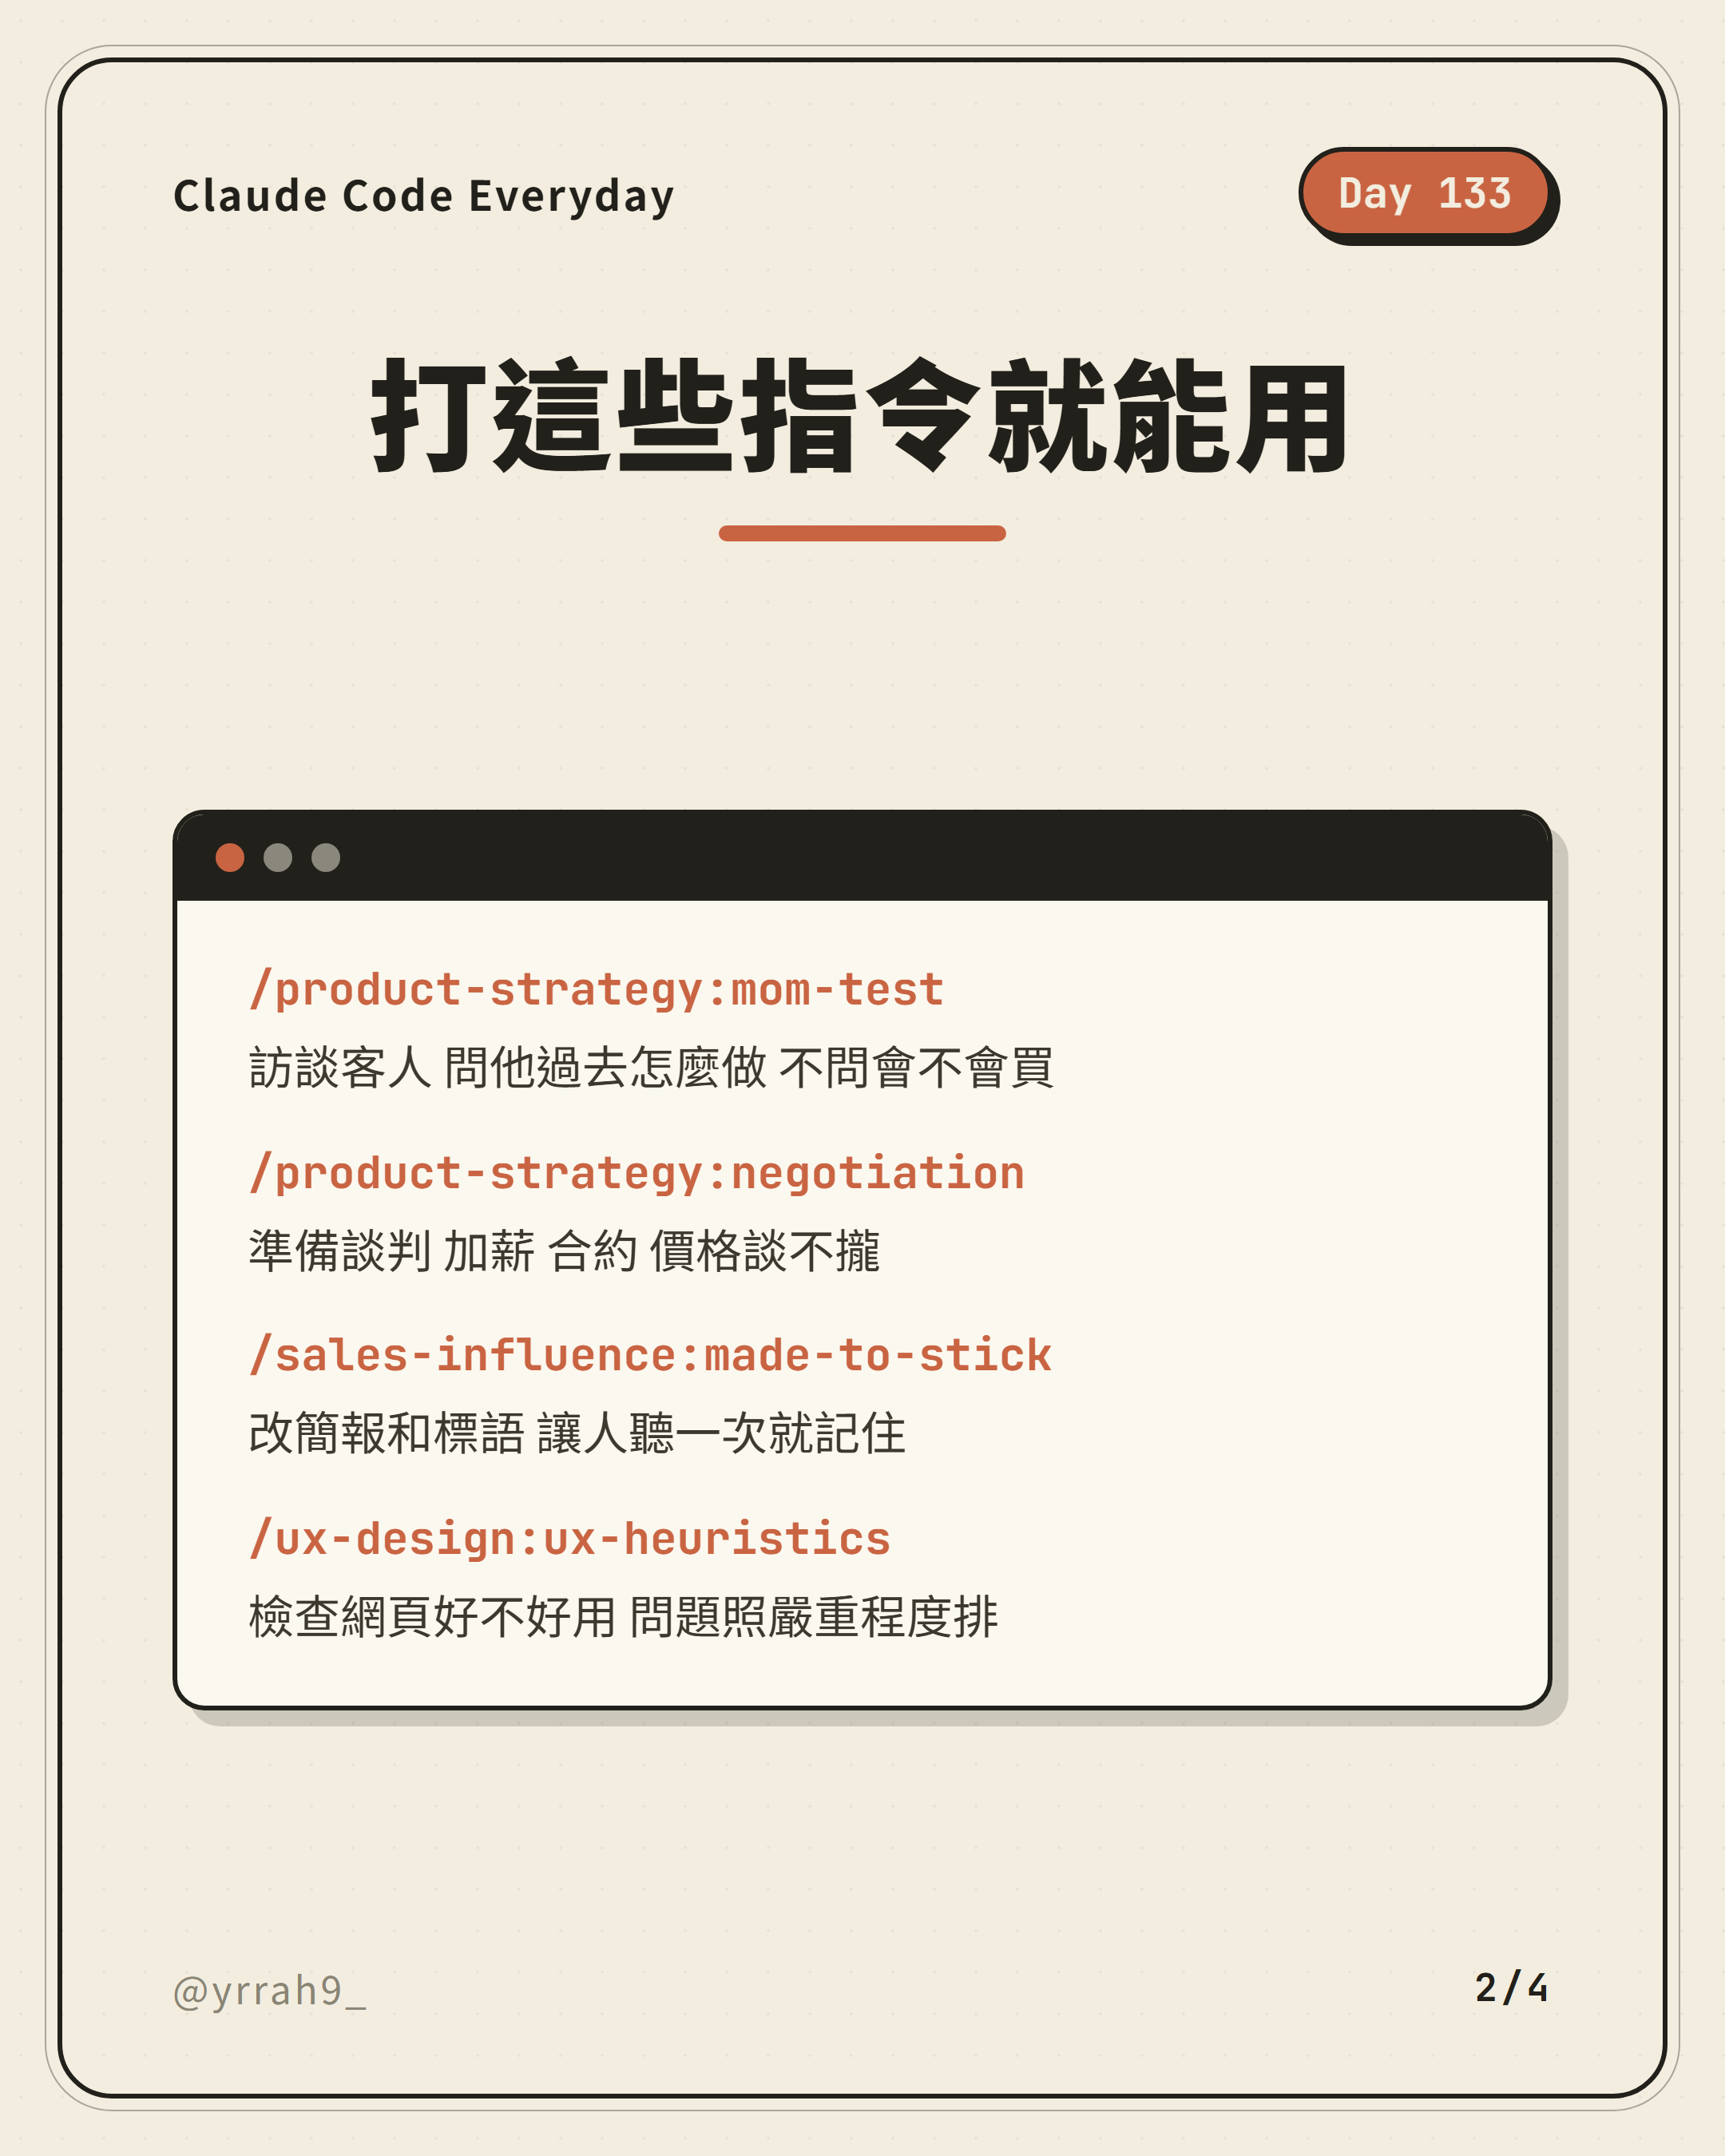 Claude Code Everyday
Day 133
打這些指令就能用
/product-strategy:mom-test
訪談客人 問他過去怎麼做 不問會不會買
/product-strategy:negotiation
準備談判 加薪 合約 價格談不攏
/sales-influence:made-to-stick
改簡報和標語 讓人聽一次就記住
/ux-design:ux-heuristics
檢查網頁好不好用 問題照嚴重程度排
@yrrah9_
2/4